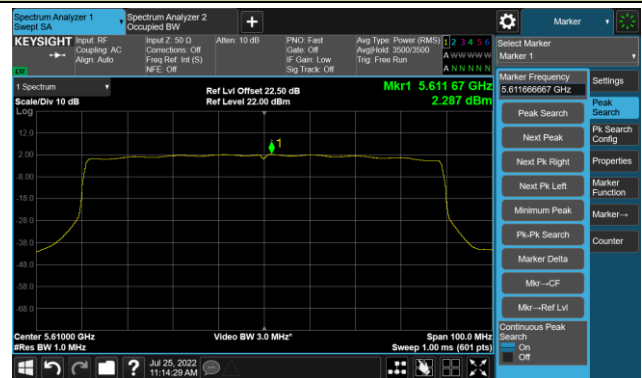 Spectrum Analyzer 1
Swept SA
Spectrum Analyzer 2
Occupied BW
+
Marker
KEYSIGHT
Input: RF
Coupling: AC
Align: Auto
Input Z: 50 Ω
Corrections: Off
Freq Ref: Int (S)
NFE: Off
Atten: 10 dB
PNO: Fast
Gate: Off
IF Gain: Low
Sig Track: Off
Avg Type: Power (RMS)
Avg|Hold: 3500/3500
Trig: Free Run
1 2 3 4 5 6
A W W W W W
A N N N N N
Select Marker
Marker 1
1 Spectrum
Scale/Div 10 dB
Log
Ref Lvl Offset 22.50 dB
Ref Level 22.00 dBm
Mkr1 5.611 67 GHz
2.287 dBm
12.0
2.00
-8.00
-18.0
-28.0
-38.0
-48.0
-58.0
-68.0
1
Center 5.61000 GHz
#Res BW 1.0 MHz
Video BW 3.0 MHz*
Span 100.0 MHz
Sweep 1.00 ms (601 pts)
Marker Frequency
5.611666667 GHz
Peak Search
Next Peak
Next Pk Right
Next Pk Left
Minimum Peak
Pk-Pk Search
Marker Delta
Mkr→CF
Mkr→Ref Lvl
Continuous Peak
Search
On
Off
Settings
Peak
Search
Pk Search
Config
Properties
Marker
Function
Marker→
Counter
?
Jul 25, 2022
11:14:29 AM